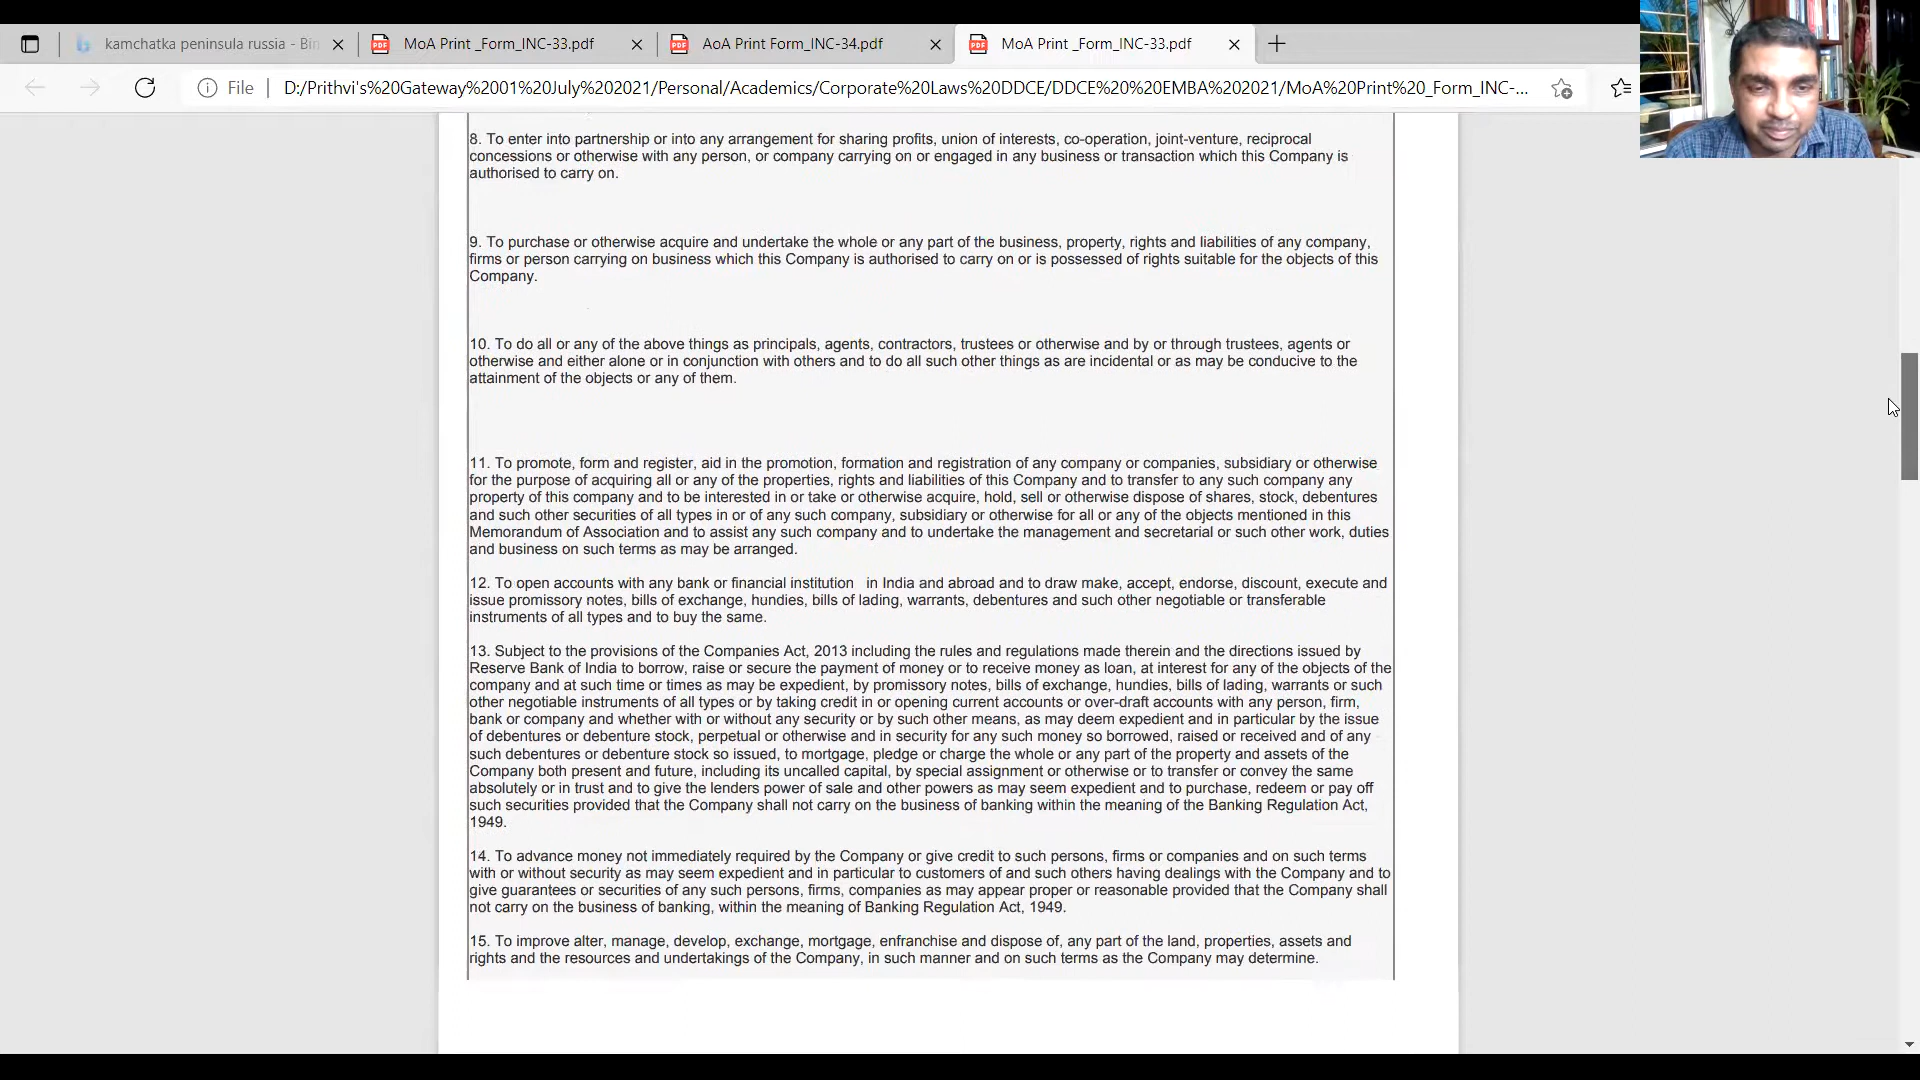 kamchatka peninsula russia - Bin
MoA Print _Form_INC-33.pdf
AoA Print Form_INC-34.pdf
MoA Print _Form_INC-33.pdf
File
D:/Prithvi's%20Gateway%2001%20July%202021/Personal/Academics/Corporate%20Laws%20DDCE/DDCE%20%20EMBA%202021/MoA%20Print%20_Form_INC-...
8. To enter into partnership or into any arrangement for sharing profits, union of interests, co-operation, joint-venture, reciprocal
concessions or otherwise with any person, or company carrying on or engaged in any business or transaction which this Company is
authorised to carry on.
9. To purchase or otherwise acquire and undertake the whole or any part of the business, property, rights and liabilities of any company,
firms or person carrying on business which this Company is authorised to carry on or is possessed of rights suitable for the objects of this
Company.
10. To do all or any of the above things as principals, agents, contractors, trustees or otherwise and by or through trustees, agents or
otherwise and either alone or in conjunction with others and to do all such other things as are incidental or as may be conducive to the
attainment of the objects or any of them.
11. To promote, form and register, aid in the promotion, formation and registration of any company or companies, subsidiary or otherwise
for the purpose of acquiring all or any of the properties, rights and liabilities of this Company and to transfer to any such company any
property of this company and to be interested in or take or otherwise acquire, hold, sell or otherwise dispose of shares, stock, debentures
and such other securities of all types in or of any such company, subsidiary or otherwise for all or any of the objects mentioned in this
Memorandum of Association and to assist any such company and to undertake the management and secretarial or such other work, duties
and business on such terms as may be arranged.
12. To open accounts with any bank or financial institution in India and abroad and to draw make, accept, endorse, discount, execute and
issue promissory notes, bills of exchange, hundies, bills of lading, warrants, debentures and such other negotiable or transferable
instruments of all types and to buy the same.
13. Subject to the provisions of the Companies Act, 2013 including the rules and regulations made therein and the directions issued by
Reserve Bank of India to borrow, raise or secure the payment of money or to receive money as loan, at interest for any of the objects of the
company and at such time or times as may be expedient, by promissory notes, bills of exchange, hundies, bills of lading, warrants or such
other negotiable instruments of all types or by taking credit in or opening current accounts or over-draft accounts with any person, firm,
bank or company and whether with or without any security or by such other means, as may deem expedient and in particular by the issue
of debentures or debenture stock, perpetual or otherwise and in security for any such money so borrowed, raised or received and of any
such debentures or debenture stock so issued, to mortgage, pledge or charge the whole or any part of the property and assets of the
Company both present and future, including its uncalled capital, by special assignment or otherwise or to transfer or convey the same
absolutely or in trust and to give the lenders power of sale and other powers as may seem expedient and to purchase, redeem or pay off
such securities provided that the Company shall not carry on the business of banking within the meaning of the Banking Regulation Act,
1949.
14. To advance money not immediately required by the Company or give credit to such persons, firms or companies and on such terms
with or without security as may seem expedient and in particular to customers of and such others having dealings with the Company and to
give guarantees or securities of any such persons, firms, companies as may appear proper or reasonable provided that the Company shall
not carry on the business of banking, within the meaning of Banking Regulation Act, 1949.
15. To improve alter, manage, develop, exchange, mortgage, enfranchise and dispose of, any part of the land, properties, assets and
rights and the resources and undertakings of the Company, in such manner and on such terms as the Company may determine.